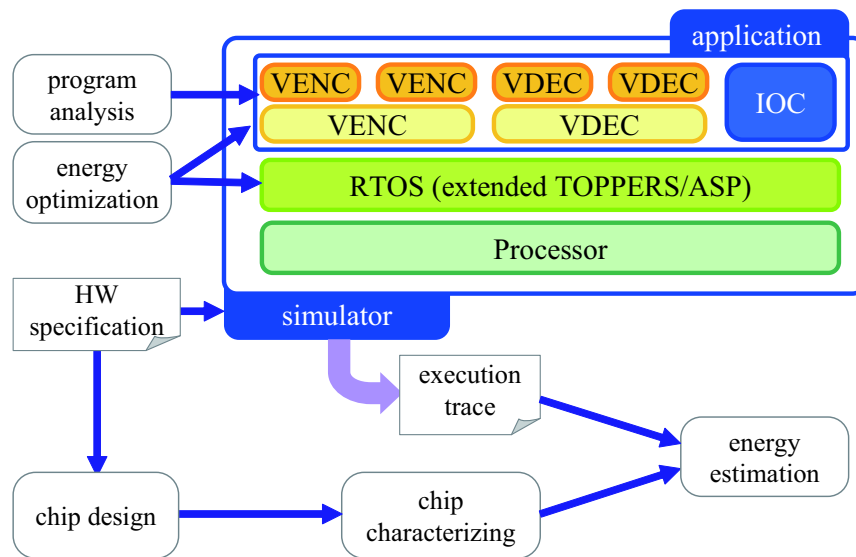 application
program
analysis
VENC VENC VDEC VDEC
IOC
VENC VDEC
energy
optimization
RTOS (extended TOPPERS/ASP)
Processor
HW
specification
simulator
execution
trace
energy
estimation
chip design
chip
characterizing